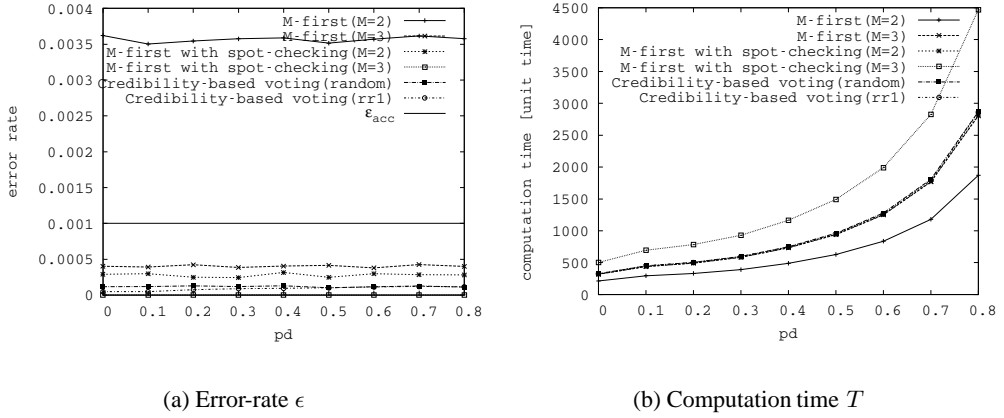 M-first(M=2)
M-first(M=3)
M-first with spot-checking(M=2)
M-first with spot-checking(M=3)
Credibility-based voting(random)
Credibility-based voting(rr1)
εacc
0.004
0.0035
0.003
0.0025
0.002
0.0015
0.001
0.0005
0
error rate
0 0.1 0.2 0.3 0.4 0.5 0.6 0.7 0.8
pd
(a) Error-rate ϵ
M-first(M=2)
M-first(M=3)
M-first with spot-checking(M=2)
M-first with spot-checking(M=3)
Credibility-based voting(random)
Credibility-based voting(rr1)
4500
4000
3500
3000
2500
2000
1500
1000
500
0
computation time [unit time]
0 0.1 0.2 0.3 0.4 0.5 0.6 0.7 0.8
pd
(b) Computation time T